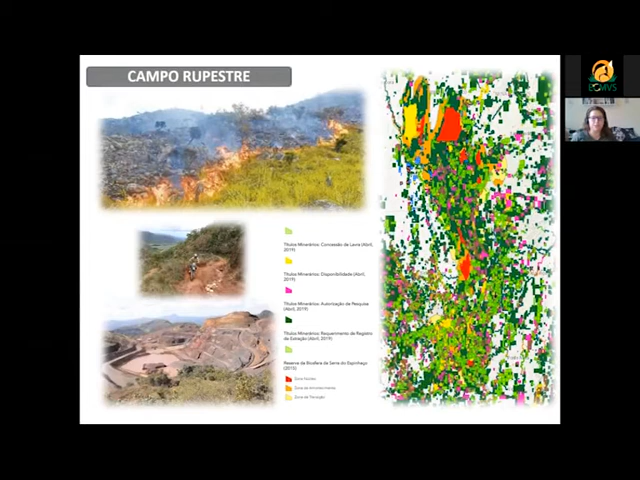 CAMPO RUPESTRE
Títulos Minerários: Concessão de Lavra (Abril,
2019)
Títulos Minerários: Disponibilidade (Abril,
2019)
Títulos Minerários: Autorização de Pesquisa
(Abril, 2019)
Títulos Minerários: Requerimento de Registro
de Extração (Abril, 2019)
Reserva da Biosfera da Serra do Espinhaço
(2015)
Zona Núcleo
Zona de Amortecimento
Zona de Transição